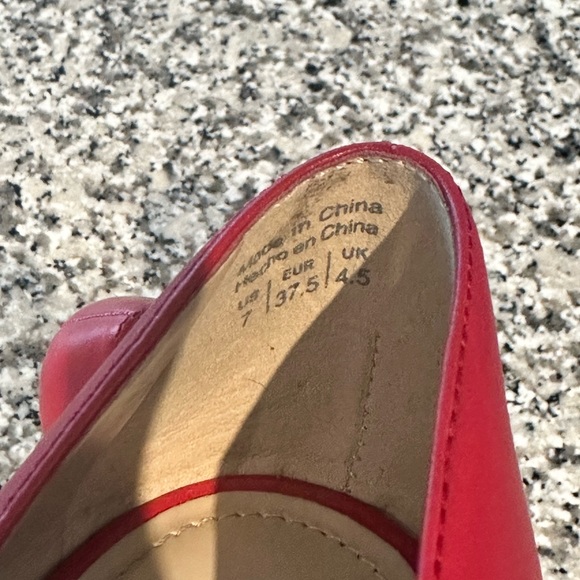 Made in China
Hecho en China
US | EUR | UK
7 | 37.5 | 4.5